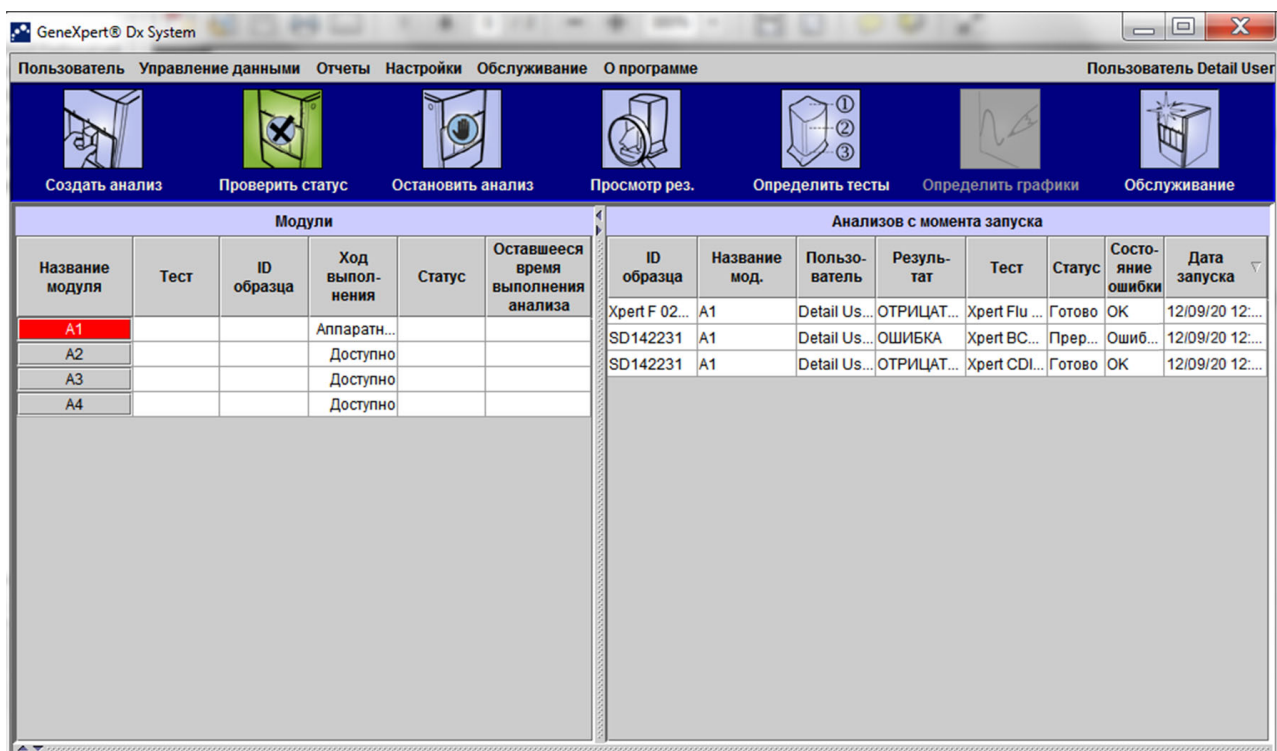 GeneXpert® Dx System
Пользователь Управление данными Отчеты Настройки Обслуживание О программе Пользователь Detail User
①
②
③
Создать анализ Проверить статус Остановить анализ Просмотр рез. Определить тесты Определить графики Обслуживание
Модули
Название модуля Тест ID образца Ход выпол-нения Статус Оставшееся время выполнения анализа
A1 Аппаратн...
A2 Доступно
A3 Доступно
A4 Доступно
Анализов с момента запуска
ID образца Название мод. Пользо-ватель Резуль-тат Тест Статус Состо-яние ошибки Дата запуска
Xpert F 02... A1 Detail Us... ОТРИЦАТ... Xpert Flu ... Готово OK 12/09/20 12:...
SD142231 A1 Detail Us... ОШИБКА Xpert BC... Прер... Ошиб... 12/09/20 12:...
SD142231 A1 Detail Us... ОТРИЦАТ... Xpert CDI... Готово OK 12/09/20 12:...